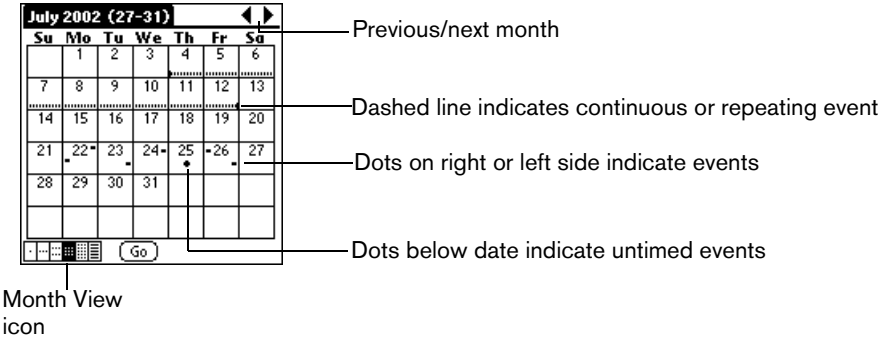 July 2002 (27-31)
Previous/next month
Su Mo Tu We Th Fr Sa
1 2 3 4 5 6
7 8 9 10 11 12 13
Dashed line indicates continuous or repeating event
14 15 16 17 18 19 20
21 22 23 24 25 26 27
Dots on right or left side indicate events
28 29 30 31
Go
Dots below date indicate untimed events
Month View
icon